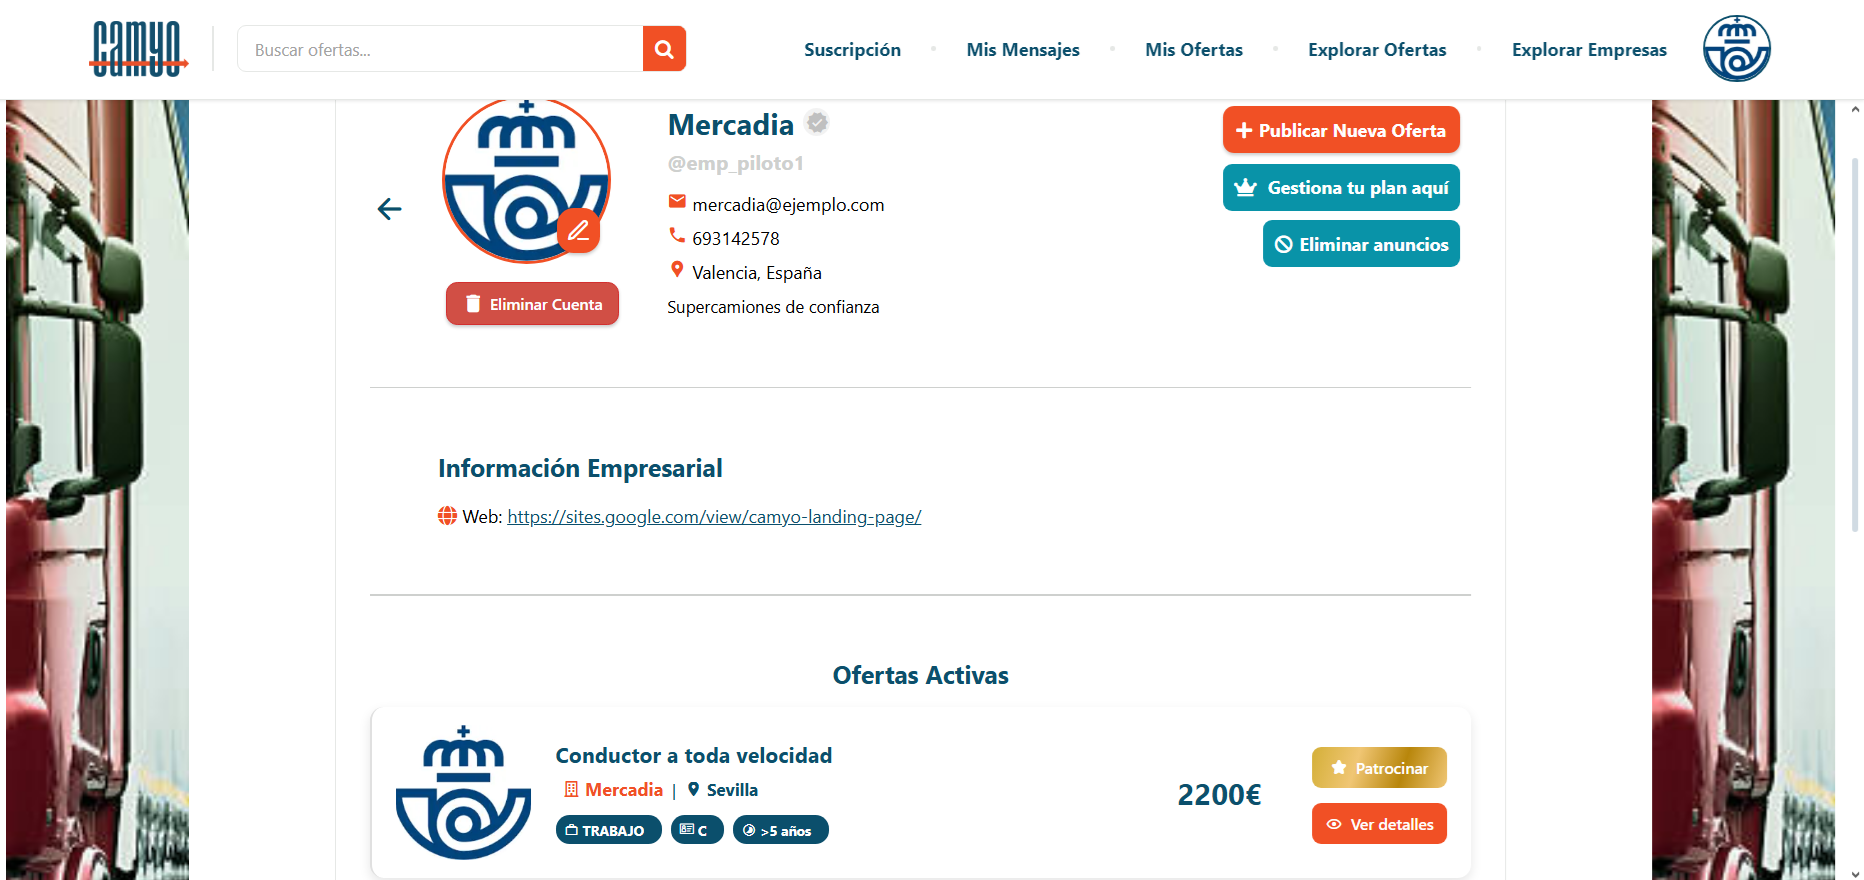 camyo
Buscar ofertas...
Suscripción
Mis Mensajes
Mis Ofertas
Explorar Ofertas
Explorar Empresas
Mercadia
@emp_piloto1
mercadia@ejemplo.com
693142578
Valencia, España
Supercamiones de confianza
Eliminar Cuenta
Publicar Nueva Oferta
Gestiona tu plan aquí
Eliminar anuncios
Información Empresarial
Web: https://sites.google.com/view/camyo-landing-page/
Ofertas Activas
Conductor a toda velocidad
Mercadia | Sevilla
TRABAJO C >5 años
2200€
Patrocinar
Ver detalles